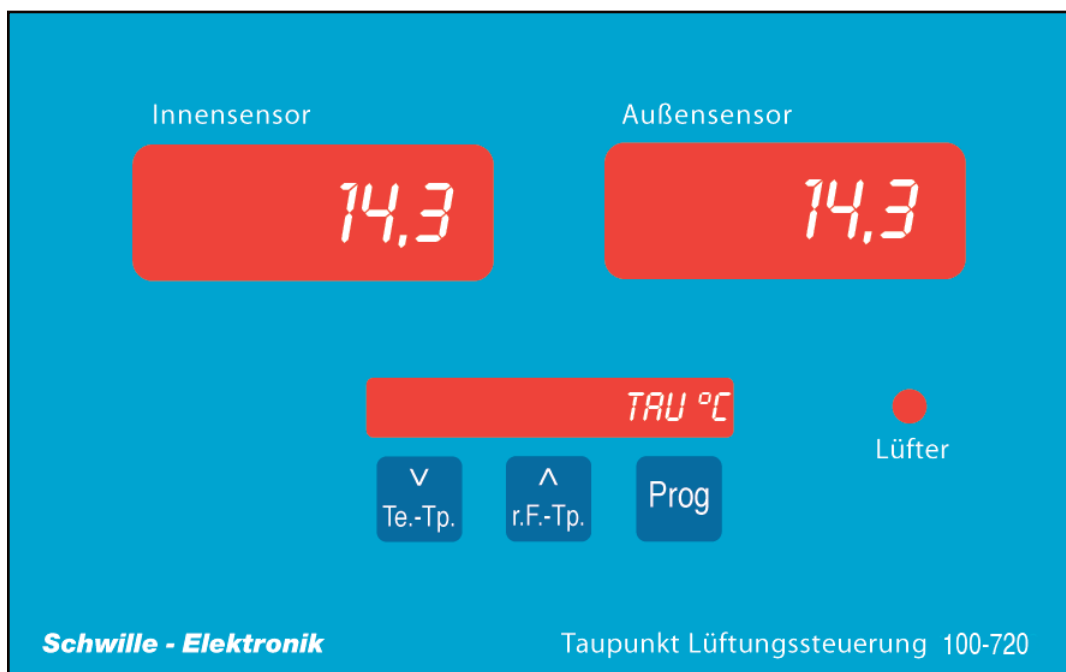 Innensensor
Außensensor
14,3
14,3
TAU °C
Lüfter
∨
Te.-Tp.
∧
r.F.-Tp.
Prog
Schwille - Elektronik
Taupunkt Lüftungssteuerung 100-720